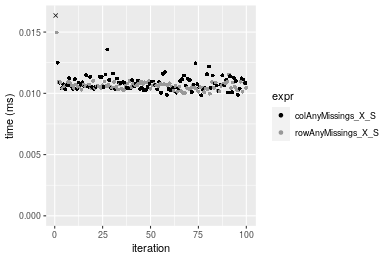 0.015
0.010
0.005
0.000
time (ms)
0
25
50
75
100
iteration
expr
colAnyMissings_X_S
rowAnyMissings_X_S